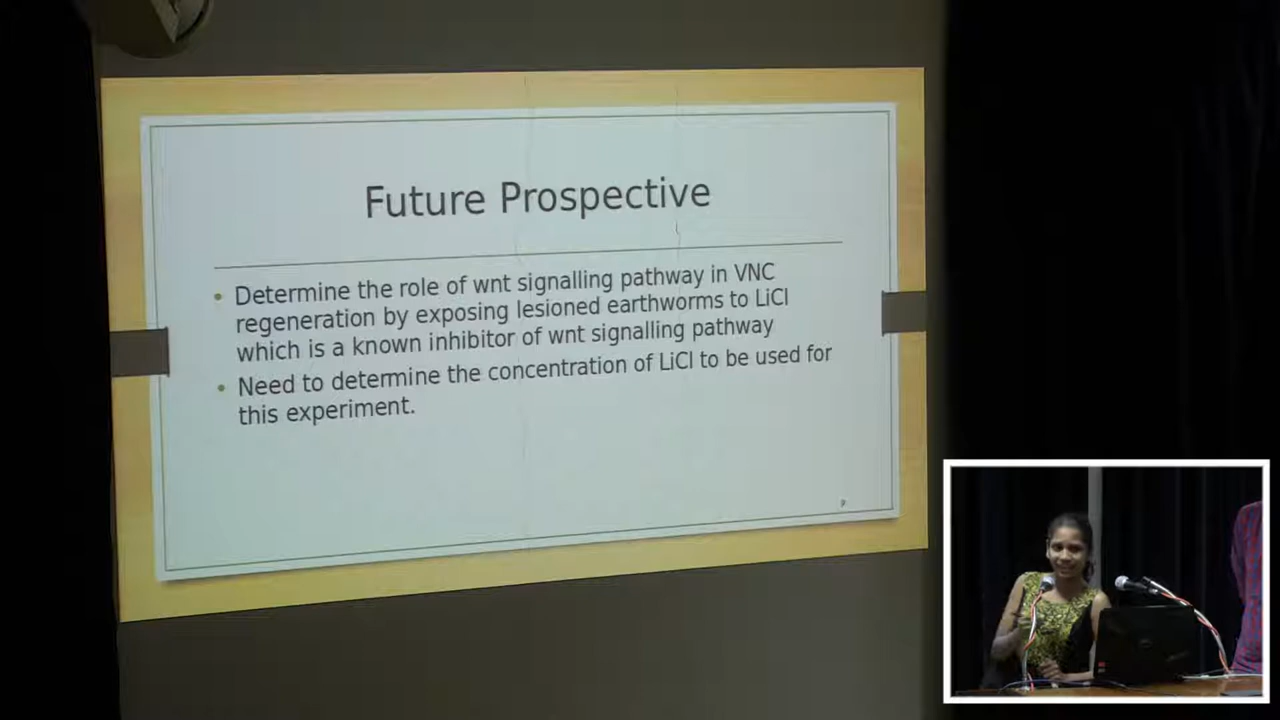 Future Prospective
Determine the role of wnt signalling pathway in VNC
regeneration by exposing lesioned earthworms to LiCl
which is a known inhibitor of wnt signalling pathway
Need to determine the concentration of LiCl to be used for
this experiment.